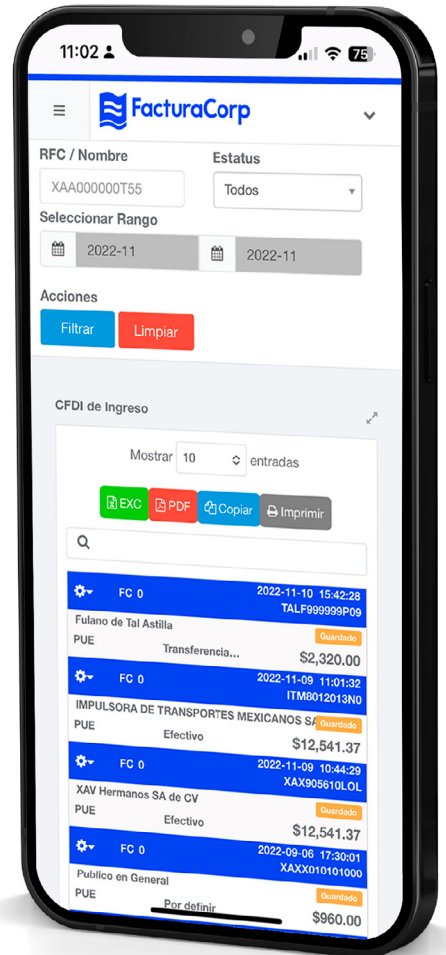 11:02
75
FacturaCorp
RFC / Nombre Estatus
XAA000000T55 Todos
Seleccionar Rango
2022-11 2022-11
Acciones
Filtrar Limpiar
CFDI de Ingreso
Mostrar 10 entradas
EXC PDF Copiar Imprimir
FC 0 2022-11-10 15:42:28
TALF999999P09
Fulano de Tal Astilla Guardado
PUE Transferencia... $2,320.00
FC 0 2022-11-09 11:01:32
ITM8012013N0
IMPULSORA DE TRANSPORTES MEXICANOS Guardado
PUE Efectivo $12,541.37
FC 0 2022-11-09 10:44:29
XAX905610LOL
XAV Hermanos SA de CV Guardado
PUE Efectivo $12,541.37
FC 0 2022-09-06 17:30:01
XAXX010101000
Publico en General Guardado
PUE Por definir $960.00